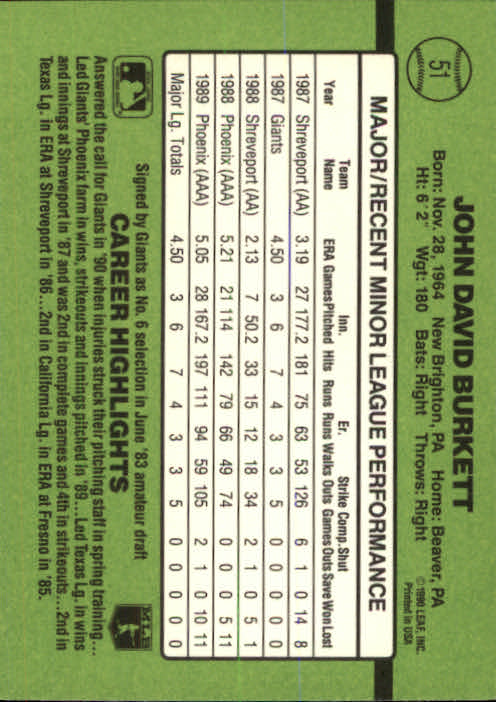 51
JOHN DAVID BURKETT
Born: Nov. 28, 1964 New Brighton, PA Home: Beaver, PA
Ht: 6' 2" Wgt: 180 Bats: Right Throws: Right
©1990 LEAF, INC.
Printed in USA
MAJOR/RECENT MINOR LEAGUE PERFORMANCE
Team Inn. Er. Strike Comp. Shut
Year Name ERA Games Pitched Hits Runs Runs Walks Outs Games Outs Save Won Lost
1987 Shreveport (AA) 3.19 27 177.2 181 75 63 53 126 6 1 0 14 8
1987 Giants 4.50 3 6 7 4 3 3 5 0 0 0 0 0
1988 Shreveport (AA) 2.13 7 50.2 33 15 12 18 34 2 1 0 5 1
1988 Phoenix (AAA) 5.21 21 114 142 79 66 49 74 0 0 0 5 11
1989 Phoenix (AAA) 5.05 28 167.2 197 111 94 59 105 2 1 0 10 11
Major Lg. Totals 4.50 3 6 7 4 3 3 5 0 0 0 0 0
Signed by Giants as No. 6 selection in June '83 amateur draft
CAREER HIGHLIGHTS
MLB
Answered the call for Giants in '90 when injuries struck their pitching staff in spring training...
Led Giants' Phoenix farm in wins, strikeouts and innings pitched in '89...Led Texas Lg. in wins
and innings at Shreveport in '87 and was 2nd in complete games and 4th in strikeouts...2nd in
Texas Lg. in ERA at Shreveport in '86...2nd in California Lg. in ERA at Fresno in '85.